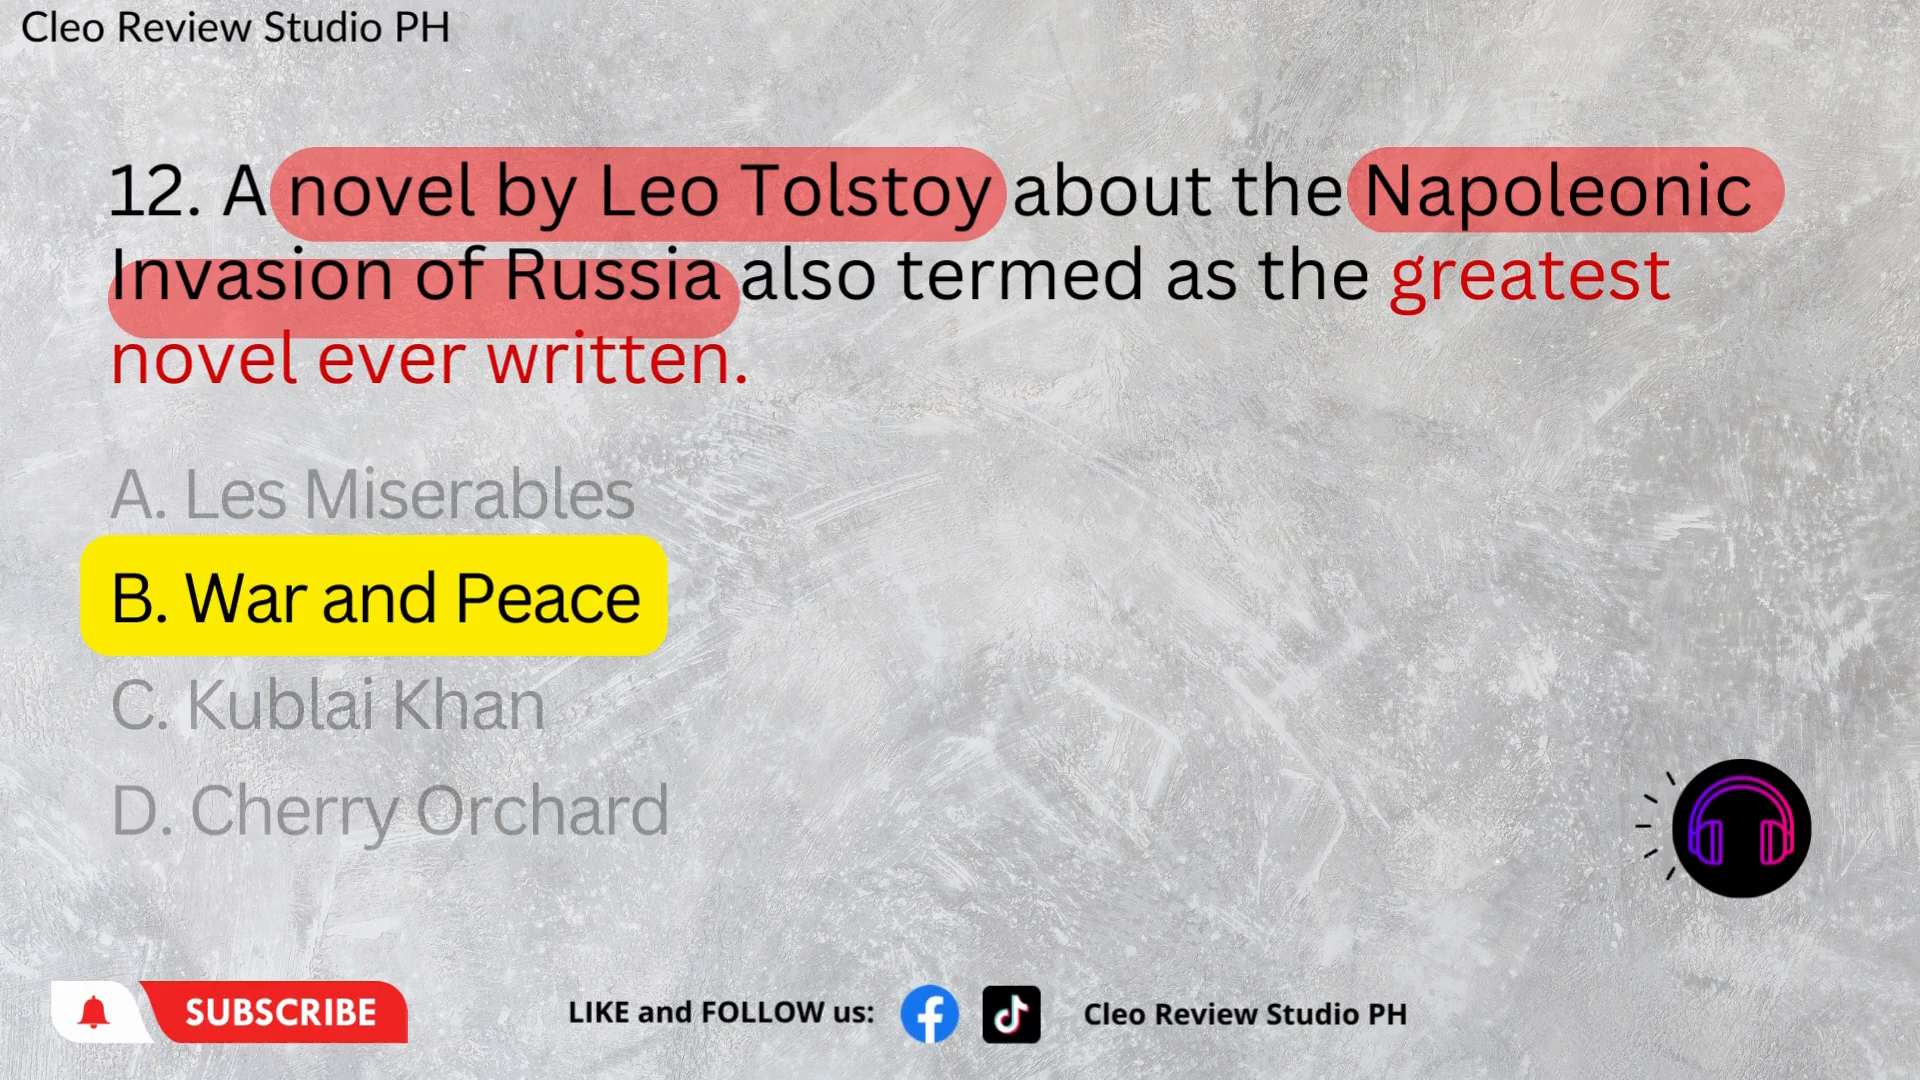 Cleo Review Studio PH
12. A novel by Leo Tolstoy about the Napoleonic
Invasion of Russia also termed as the greatest
novel ever written.
A. Les Miserables
B. War and Peace
C. Kublai Khan
D. Cherry Orchard
SUBSCRIBE
LIKE and FOLLOW us:
Cleo Review Studio PH